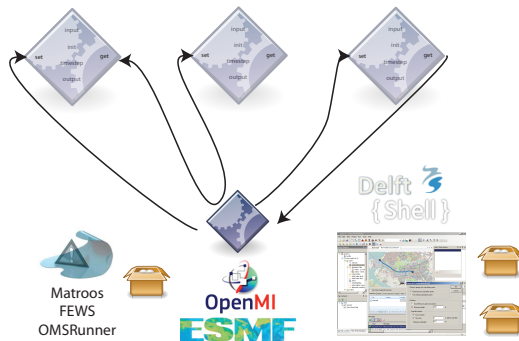 input
init
set
get
timestep
output
input
init
set
get
timestep
output
input
init
set
get
timestep
output
Delft
{ Shell }
Matroos
FEWS
OMSRunner
OpenMI
ESMF